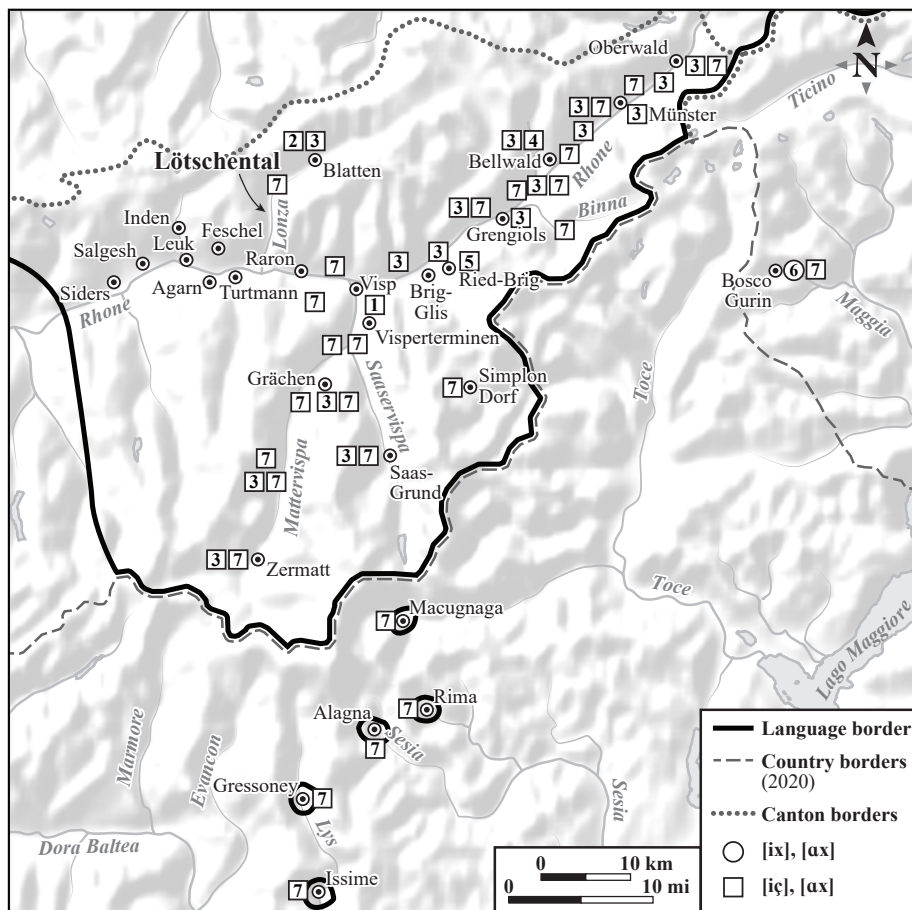 Oberwald
3 7
N
7 3
3 7
3
Münster
Ticino
3
2 3
3 4
Blatten
Bellwald
7
Rhone
Lötschental
7
7 3 7
Binna
3 7
3
Grengiols
7
Inden
Feschel
Lonza
Salgesh
Leuk
Raron
7
3
3
5
Ried-Brig
Siders
Agarn
Turtmann
Visp
Brig-
Glis
Bosco
Gurin
6 7
Rhone
7
1
Visperterminen
Maggia
7 7
Saaservispa
Toce
Grächen
7 3 7
7
Simplon
Dorf
7
3 7
Mattervispa
3 7
Saas-
Grund
3 7
Zermatt
Toce
7
Macugnaga
Lago Maggiore
7
Rima
Alagna
7
Sesia
Marmore
Evancon
Gressoney
7
Lys
Sesia
Dora Baltea
7
Issime
0 10 km
0 10 mi
Language border
Country borders
(2020)
Canton borders
[ix], [ɑx]
[iç], [ɑx]